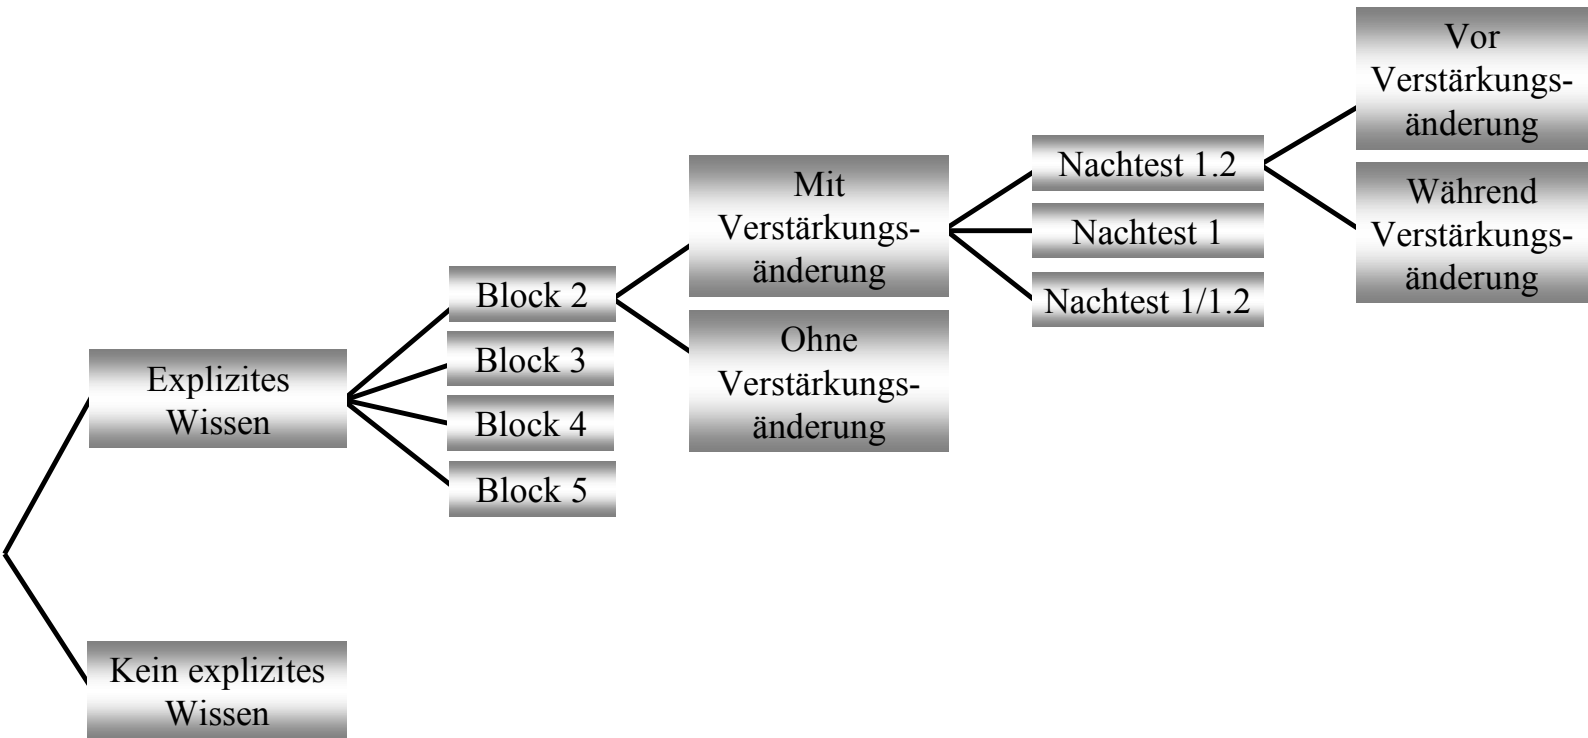 Explizites
Wissen
Kein explizites
Wissen
Block 2
Block 3
Block 4
Block 5
Mit
Verstärkungs-
änderung
Ohne
Verstärkungs-
änderung
Nachtest 1.2
Nachtest 1
Nachtest 1/1.2
Vor
Verstärkungs-
änderung
Während
Verstärkungs-
änderung